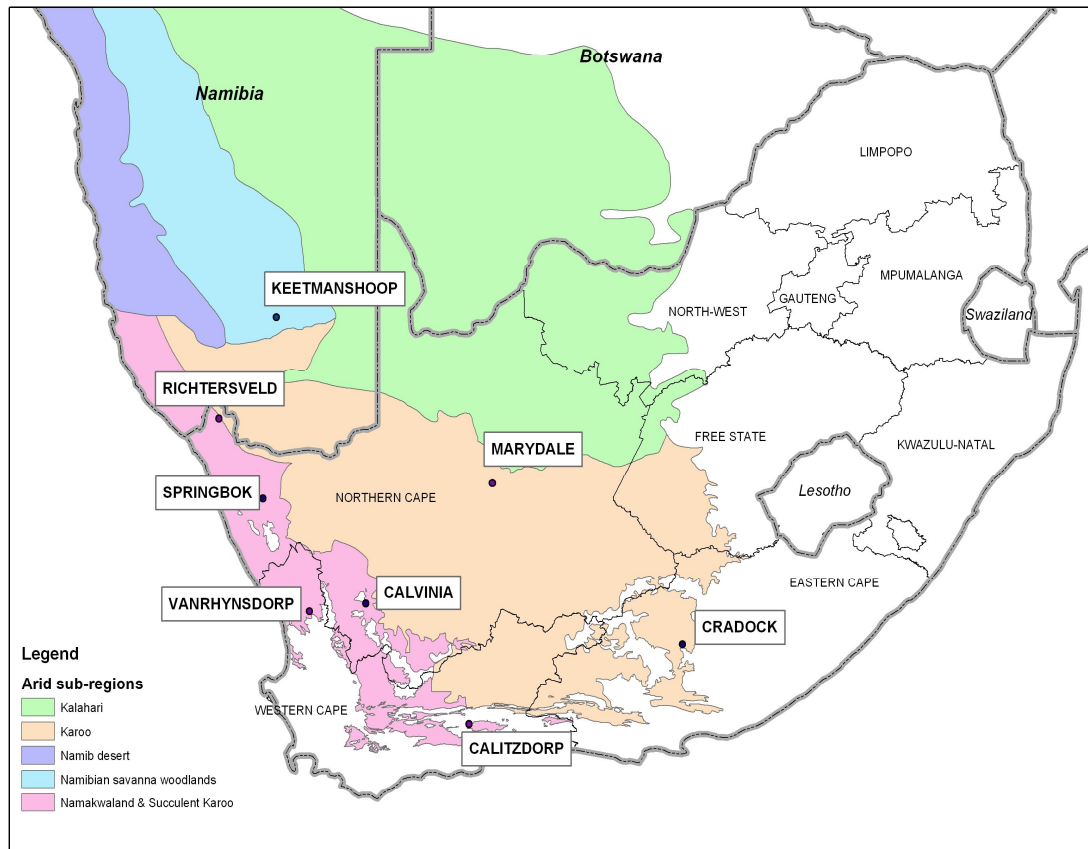 Botswana
Namibia
LIMPOPO
KEETMANSHOOP
MPUMALANGA
GAUTENG
NORTH-WEST
Swaziland
RICHTERSVELD
FREE STATE
KWAZULU-NATAL
MARYDALE
SPRINGBOK
NORTHERN CAPE
Lesotho
EASTERN CAPE
CALVINIA
VANRHYNSDORP
CRADOCK
WESTERN CAPE
CALITZDORP
Legend
Arid sub-regions
Kalahari
Karoo
Namib desert
Namibian savanna woodlands
Namakwaland & Succulent Karoo